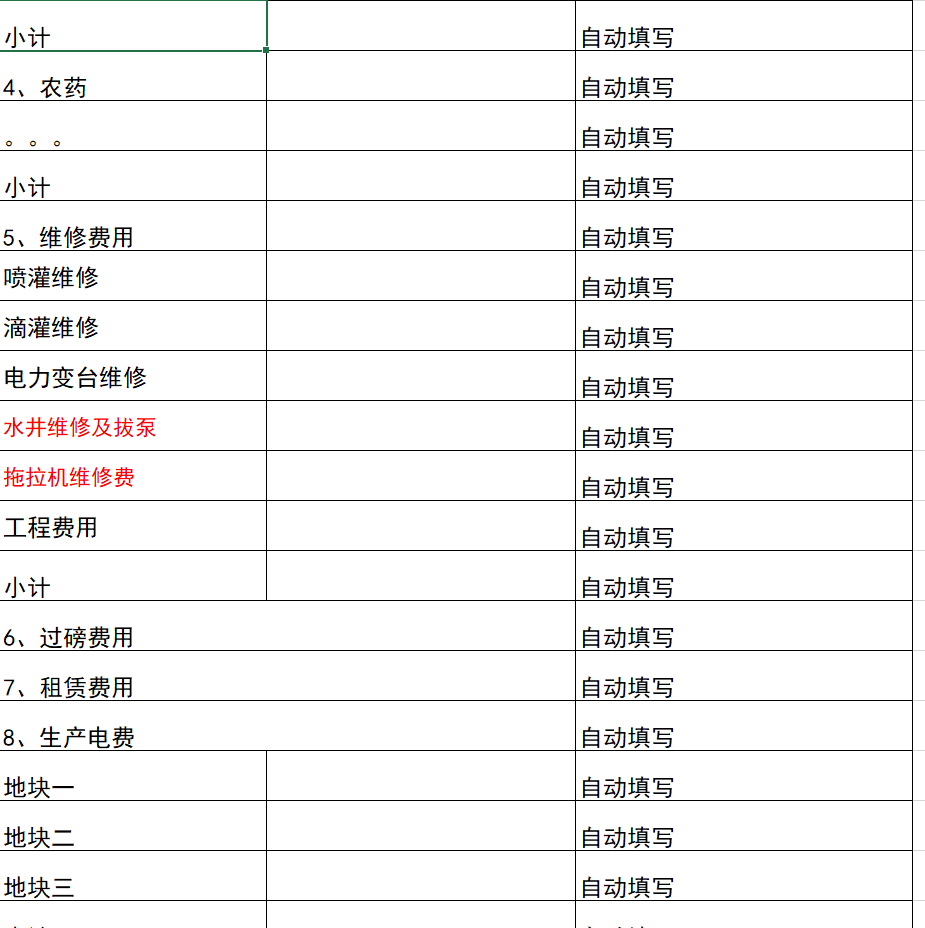 小计 自动填写
4、农药 自动填写
。。。 自动填写
小计 自动填写
5、维修费用 自动填写
喷灌维修 自动填写
滴灌维修 自动填写
电力变台维修 自动填写
水井维修及拔泵 自动填写
拖拉机维修费 自动填写
工程费用 自动填写
小计 自动填写
6、过磅费用 自动填写
7、租赁费用 自动填写
8、生产电费 自动填写
地块一 自动填写
地块二 自动填写
地块三 自动填写